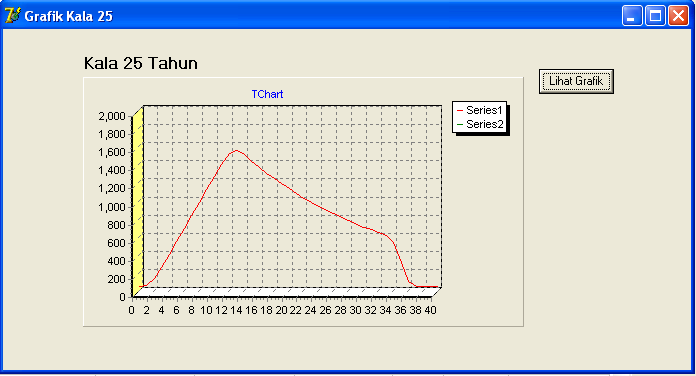 Grafik Kala 25
Kala 25 Tahun
Lihat Grafik
TChart
Series1
Series2
2,000
1,800
1,600
1,400
1,200
1,000
800
600
400
200
0
0 2 4 6 8 10 12 14 16 18 20 22 24 26 28 30 32 34 36 38 40